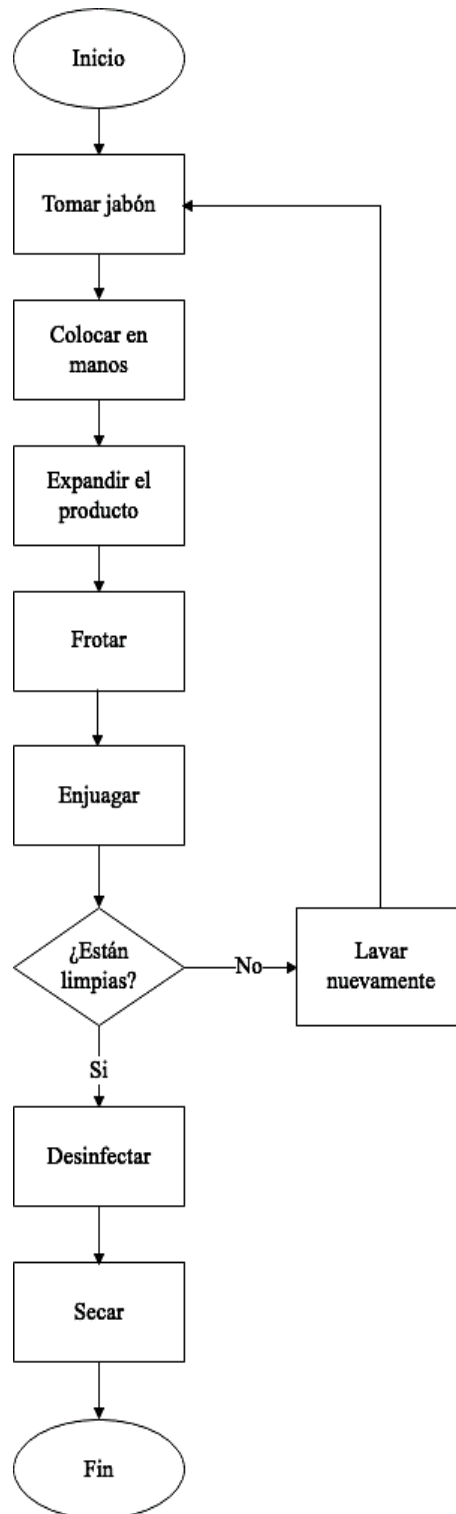 Inicio
Tomar jabón
Colocar en
manos
Expandir el
producto
Frotar
Enjuagar
¿Están
limpias?
No
Lavar
nuevamente
Si
Desinfectar
Secar
Fin